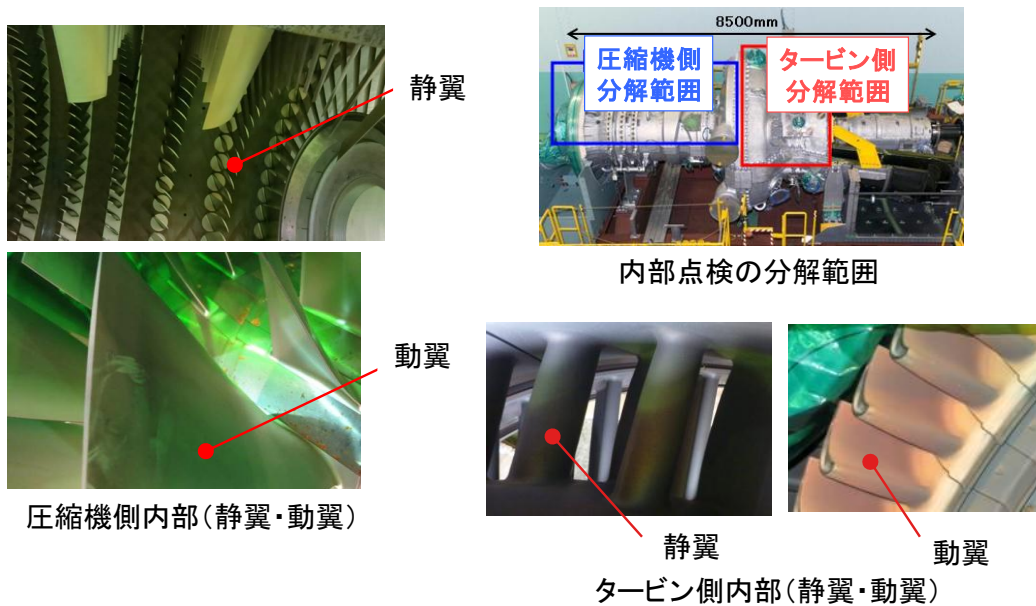 静翼
動翼
圧縮機側内部(静翼・動翼)
8500mm
圧縮機側
分解範囲
タービン側
分解範囲
内部点検の分解範囲
静翼
動翼
タービン側内部(静翼・動翼)